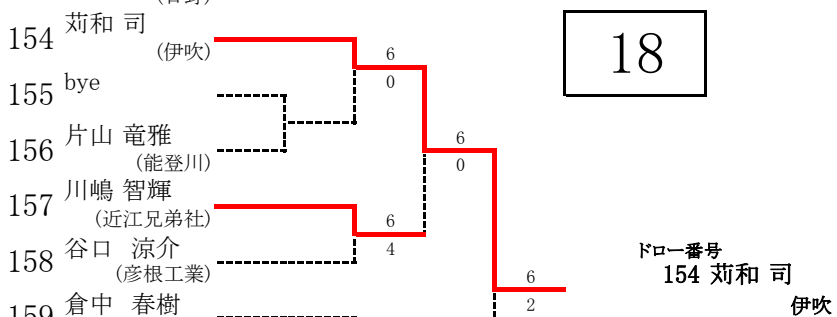 154 苅和 司
(伊吹)
18
6
0
155 bye
156 片山 竜雅
(能登川)
6
0
157 川嶋 智輝
(近江兄弟社)
6
4
158 谷口 涼介
(彦根工業)
ドロー番号
154 苅和 司
伊吹
6
2
159 倉中 春樹